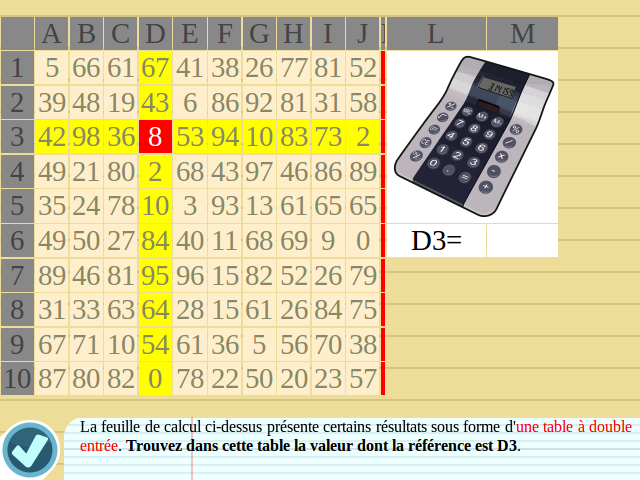 A B C D E F G H I J L M
1 5 66 61 67 41 38 26 77 81 52
2 39 48 19 43 6 86 92 81 31 58
3 42 98 36 8 53 94 10 83 73 2
4 49 21 80 2 68 43 97 46 86 89
5 35 24 78 10 3 93 13 61 65 65
6 49 50 27 84 40 11 68 69 9 0 D3=
7 89 46 81 95 96 15 82 52 26 79
8 31 33 63 64 28 15 61 26 84 75
9 67 71 10 54 61 36 5 56 70 38
10 87 80 82 0 78 22 50 20 23 57
La feuille de calcul ci-dessus présente certains résultats sous forme d'une table à double
entrée. Trouvez dans cette table la valeur dont la référence est D3.